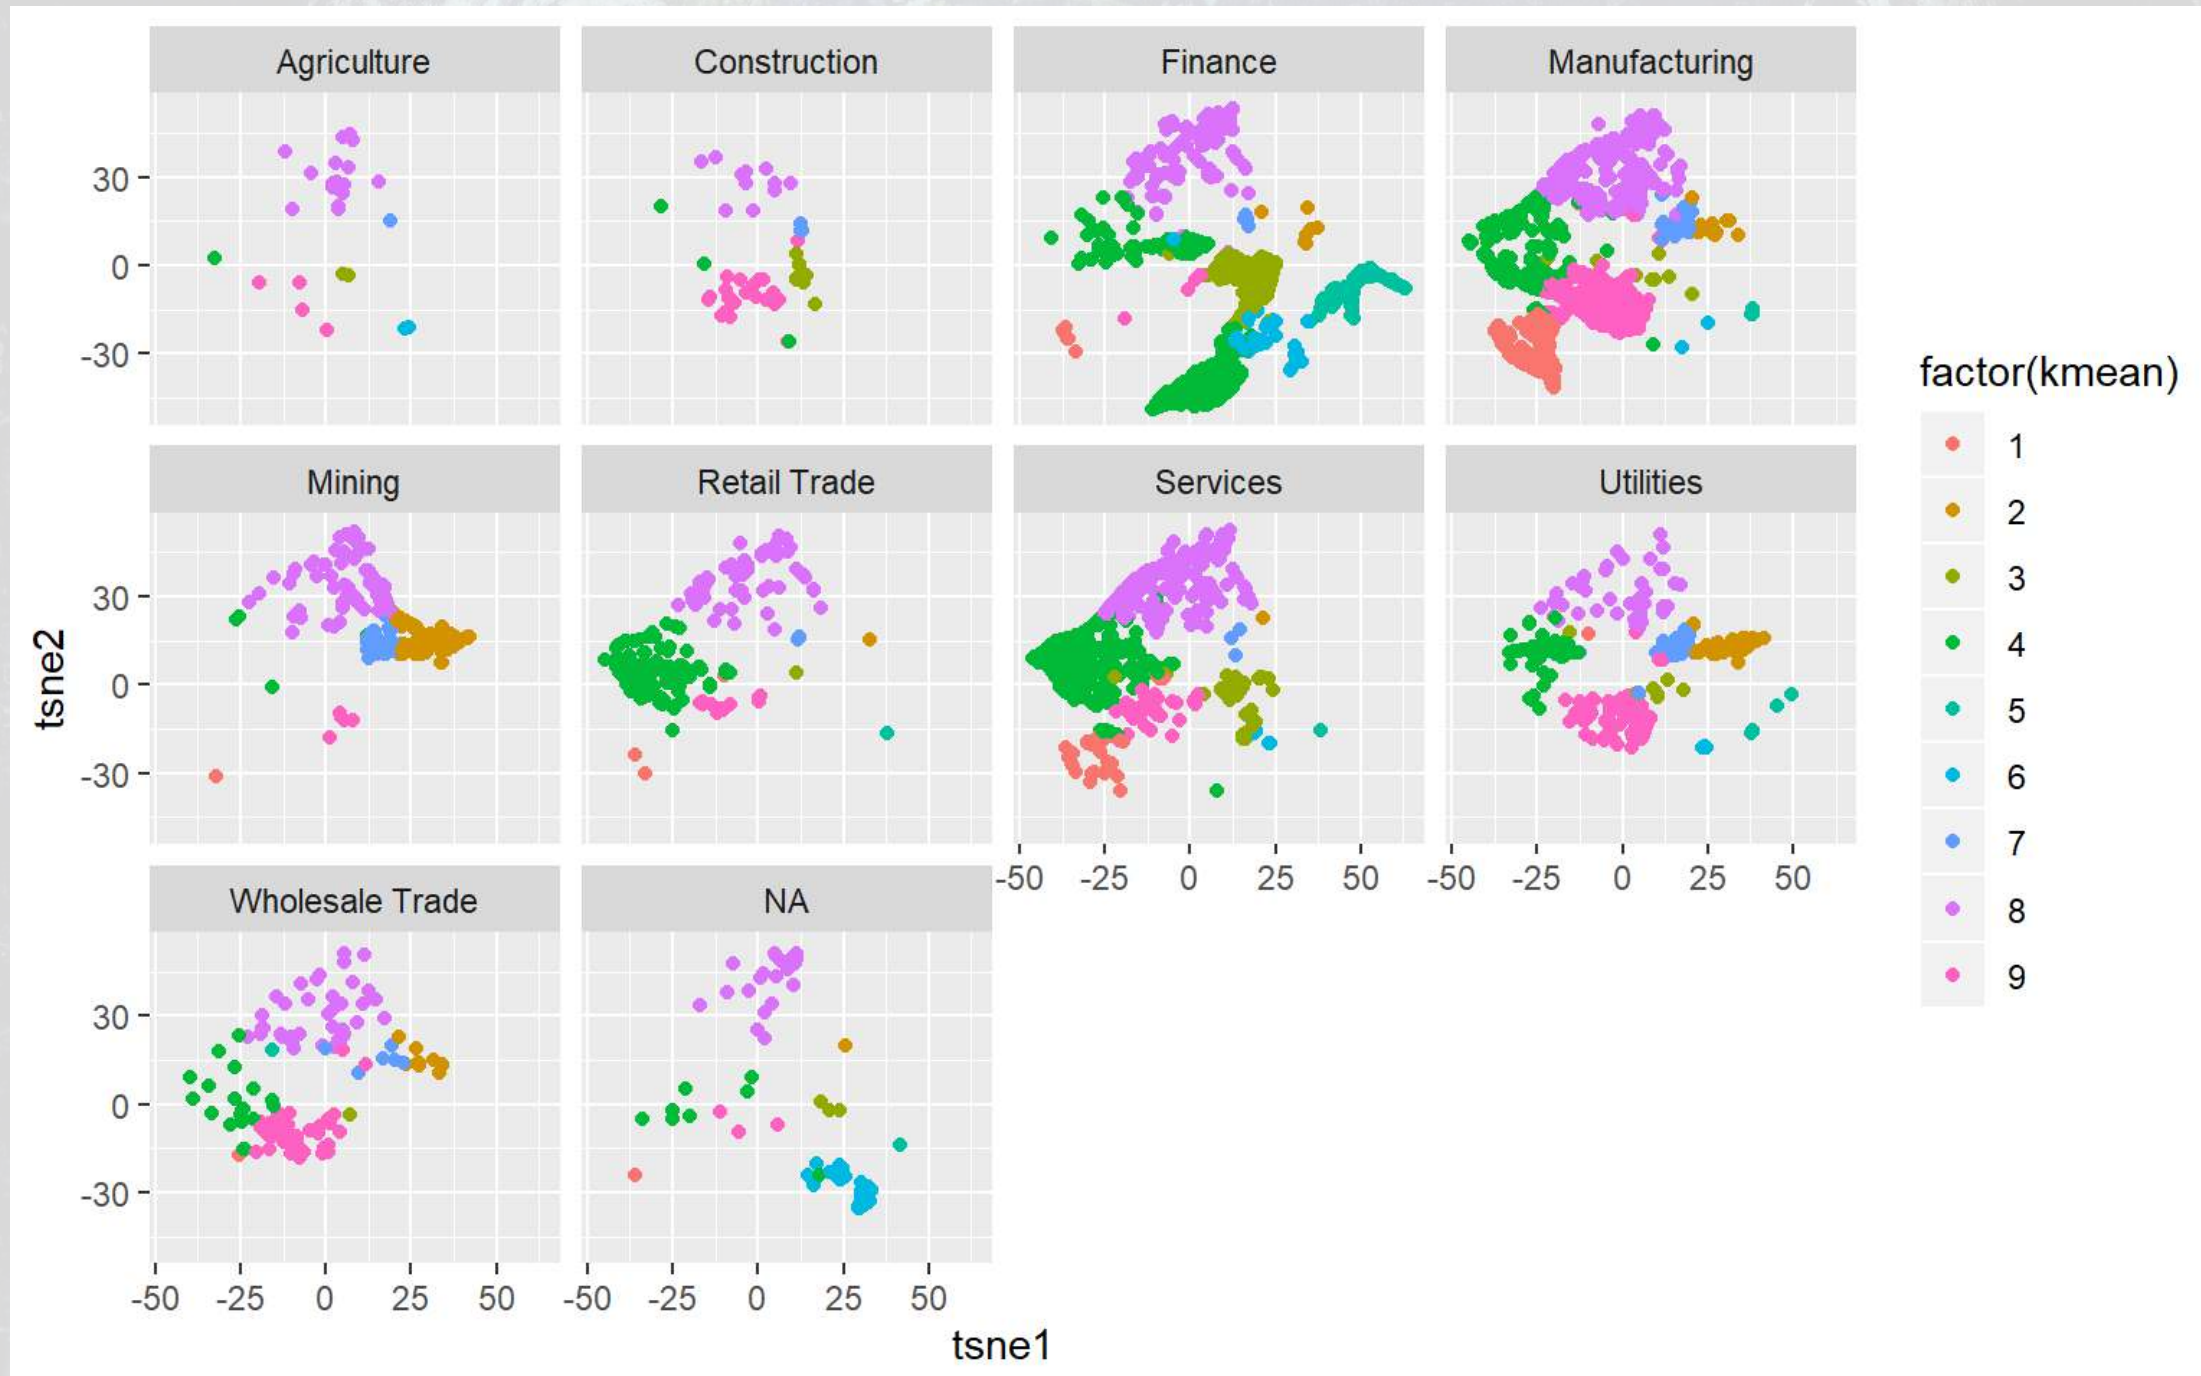 Agriculture Construction Finance Manufacturing
30
0
-30
Mining Retail Trade Services Utilities
30
0
-30
-50 -25 0 25 50 -50 -25 0 25 50
Wholesale Trade NA
30
0
-30
-50 -25 0 25 50 -50 -25 0 25 50
tsne1
tsne2
factor(kmean)
1
2
3
4
5
6
7
8
9